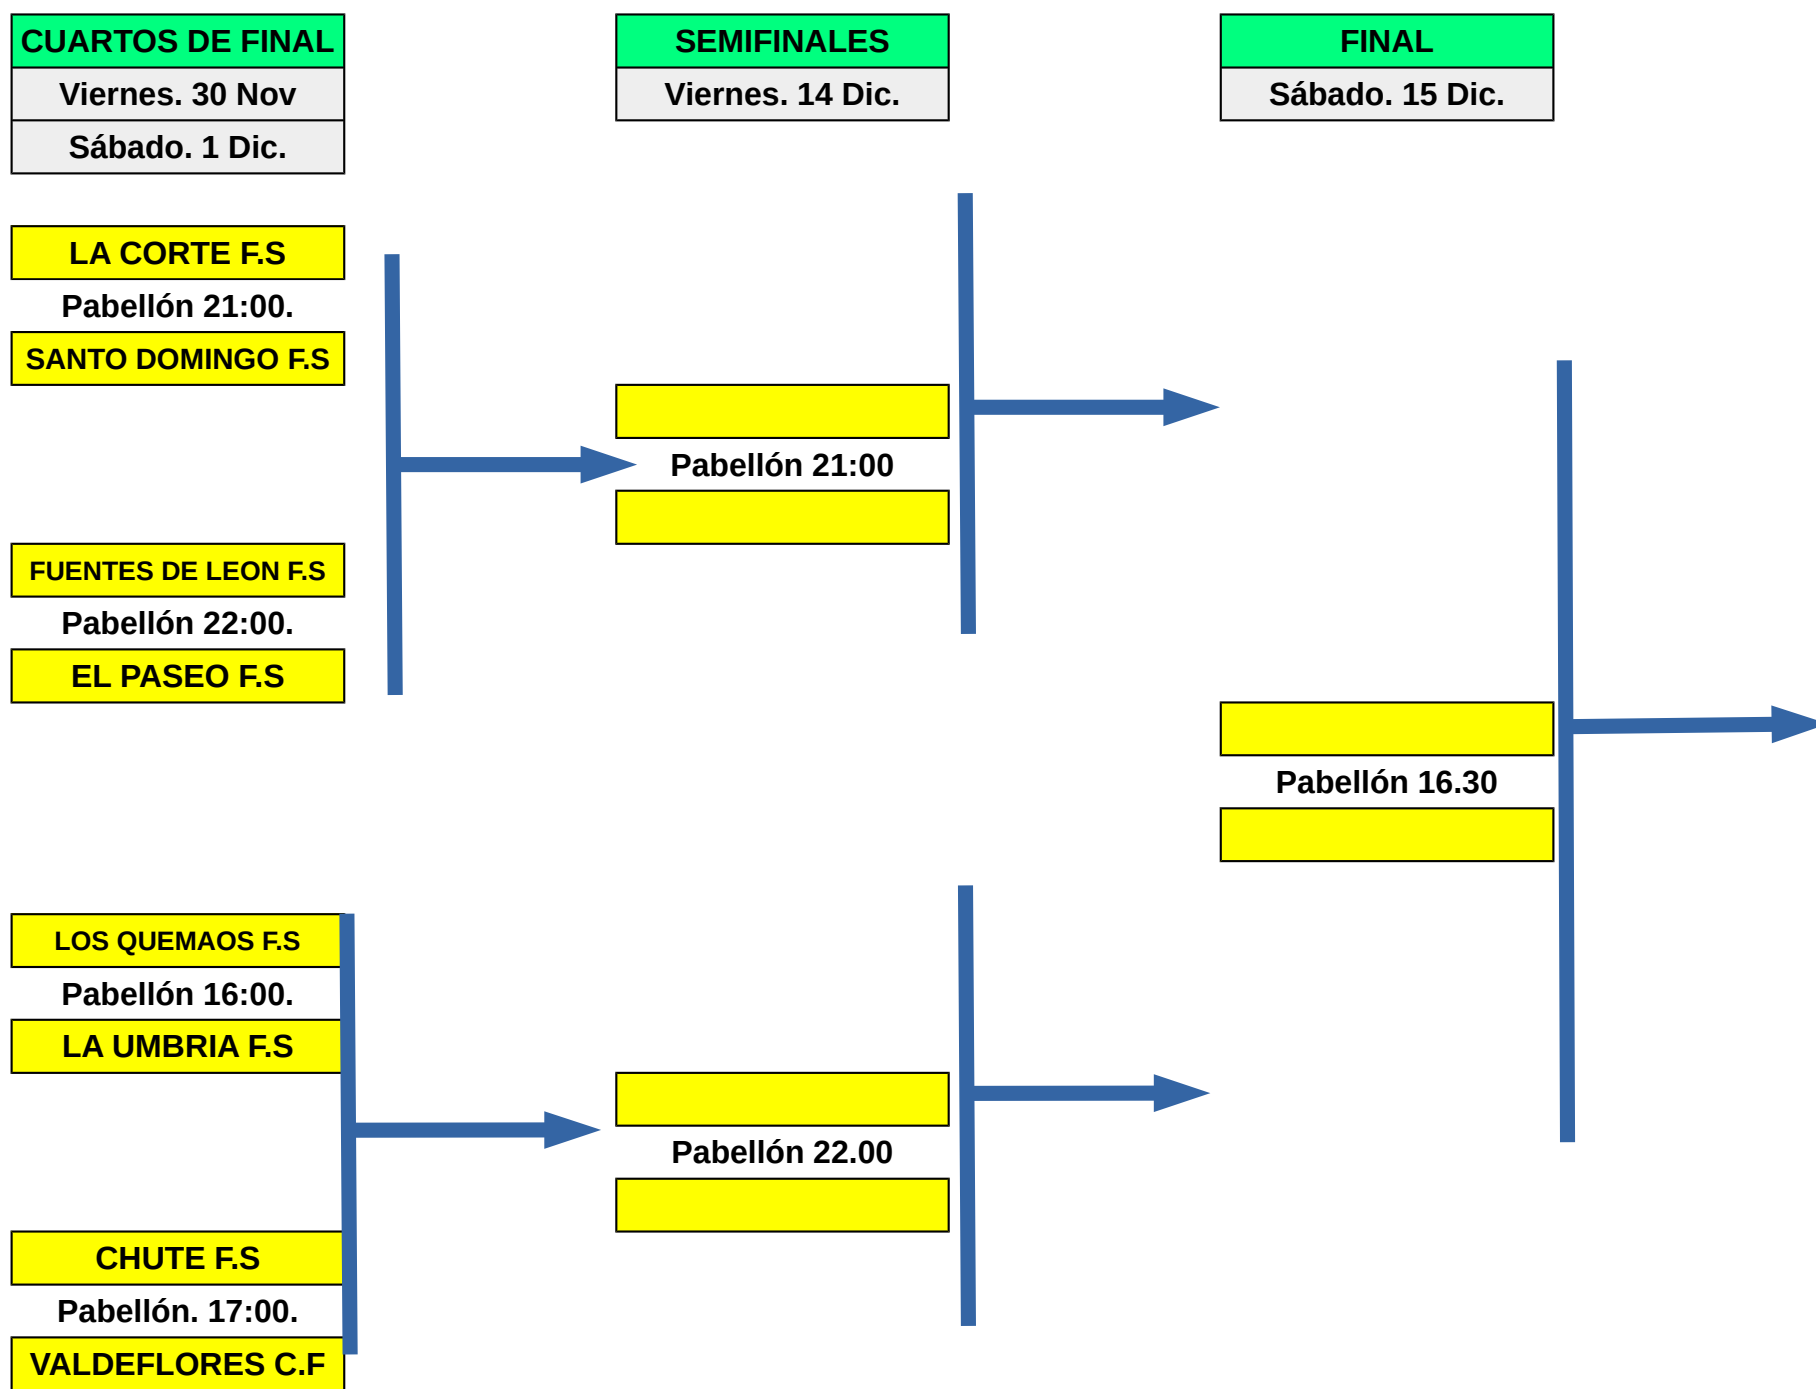 CUARTOS DE FINAL
Viernes. 30 Nov
Sábado. 1 Dic.
LA CORTE F.S
Pabellón 21:00.
SANTO DOMINGO F.S
FUENTES DE LEON F.S
Pabellón 22:00.
EL PASEO F.S
LOS QUEMAOS F.S
Pabellón 16:00.
LA UMBRIA F.S
CHUTE F.S
Pabellón. 17:00.
VALDEFLORES C.F
SEMIFINALES
Viernes. 14 Dic.
Pabellón 21:00
Pabellón 22.00
FINAL
Sábado. 15 Dic.
Pabellón 16.30